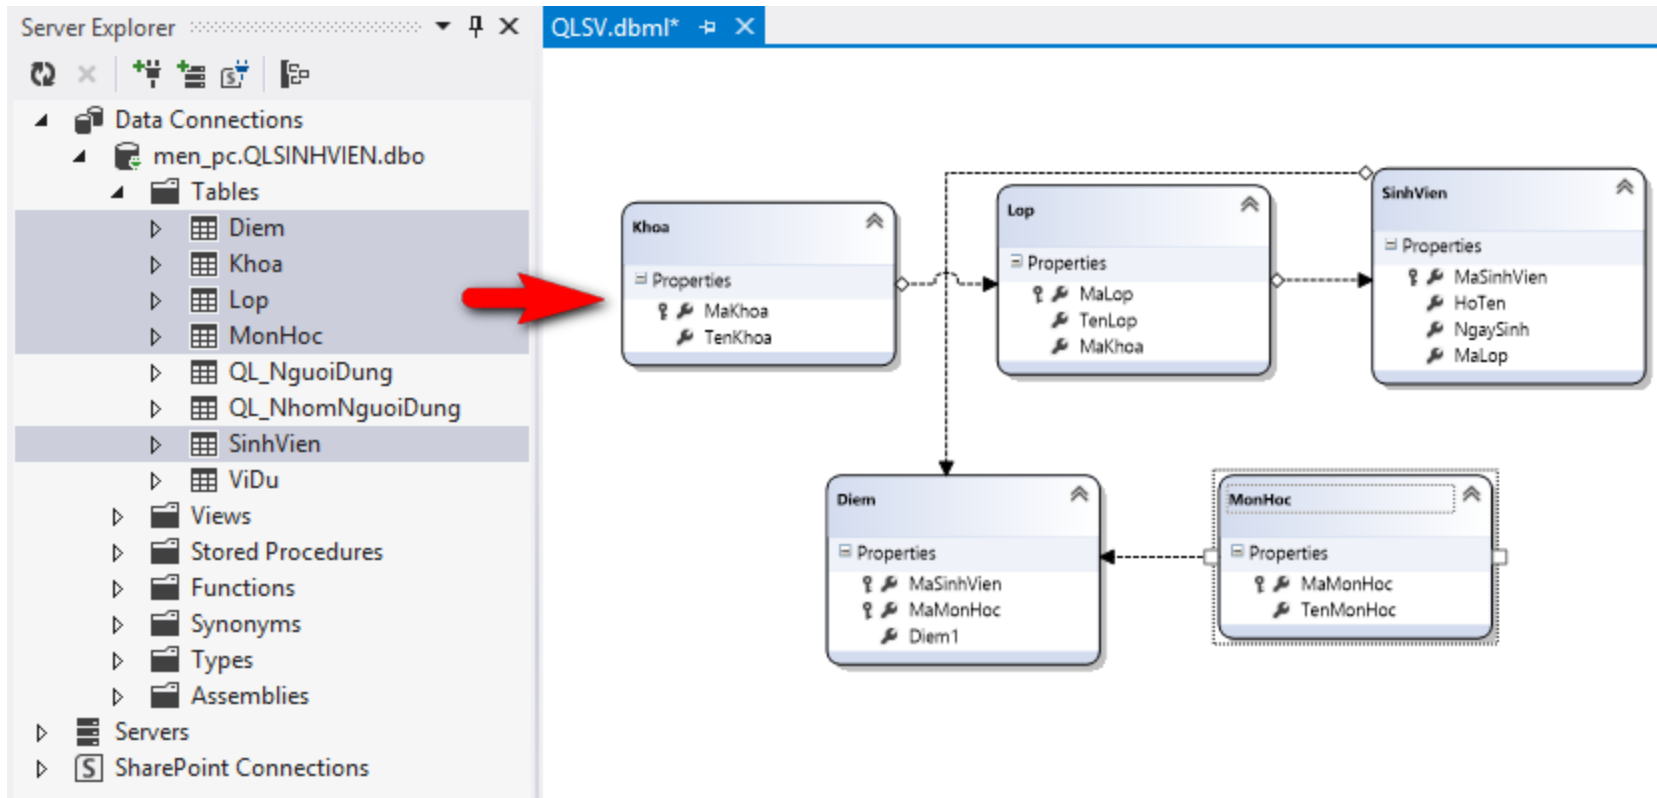 Server Explorer
Data Connections
men_pc.QLSINHVIEN.dbo
Tables
Diem
Khoa
Lop
MonHoc
QL_NguoiDung
QL_NhomNguoiDung
SinhVien
ViDu
Views
Stored Procedures
Functions
Synonyms
Types
Assemblies
Servers
SharePoint Connections
QLSV.dbml*
Khoa
Properties
MaKhoa
TenKhoa
Lop
Properties
MaLop
TenLop
MaKhoa
SinhVien
Properties
MaSinhVien
HoTen
NgaySinh
MaLop
Diem
Properties
MaSinhVien
MaMonHoc
Diem1
MonHoc
Properties
MaMonHoc
TenMonHoc